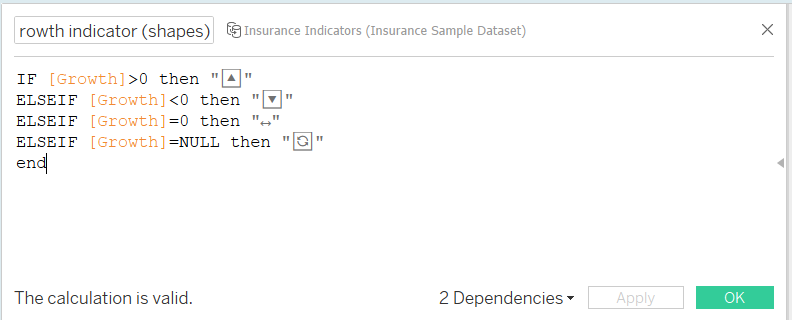 rowth indicator (shapes) Insurance Indicators (Insurance Sample Dataset)
IF [Growth]>0 then "🔼"
ELSEIF [Growth]<0 then "🔽"
ELSEIF [Growth]=0 then "↔"
ELSEIF [Growth]=NULL then "🔄"
end
The calculation is valid. 2 Dependencies Apply OK